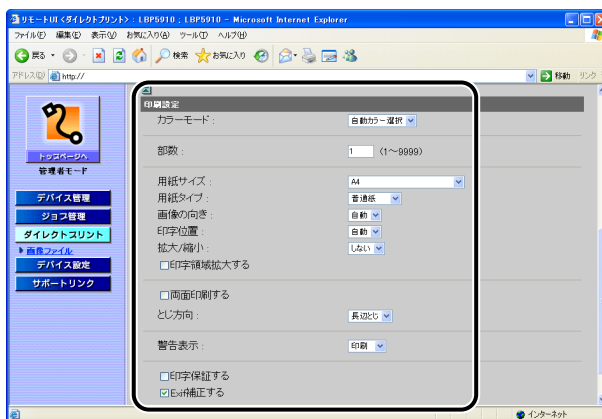 リモートUI <ダイレクトプリント> : LBP5910 ; LBP5910 - Microsoft Internet Explorer
ファイル(F) 編集(E) 表示(V) お気に入り(A) ツール(T) ヘルプ(H)
戻る 検索 お気に入り
アドレス(D) http:// 移動 リンク
トップページへ
管理者モード
デバイス管理
ジョブ管理
ダイレクトプリント
画像ファイル
デバイス設定
サポートリンク
印刷設定
カラーモード : 自動カラー選択
部数 : 1 (1~9999)
用紙サイズ : A4
用紙タイプ : 普通紙
画像の向き : 自動
印字位置 : 自動
拡大/縮小 : しない
印字領域拡大する
両面印刷する
とじ方向 : 長辺とじ
警告表示 : 印刷
印字保証する
Exif補正する
インターネット